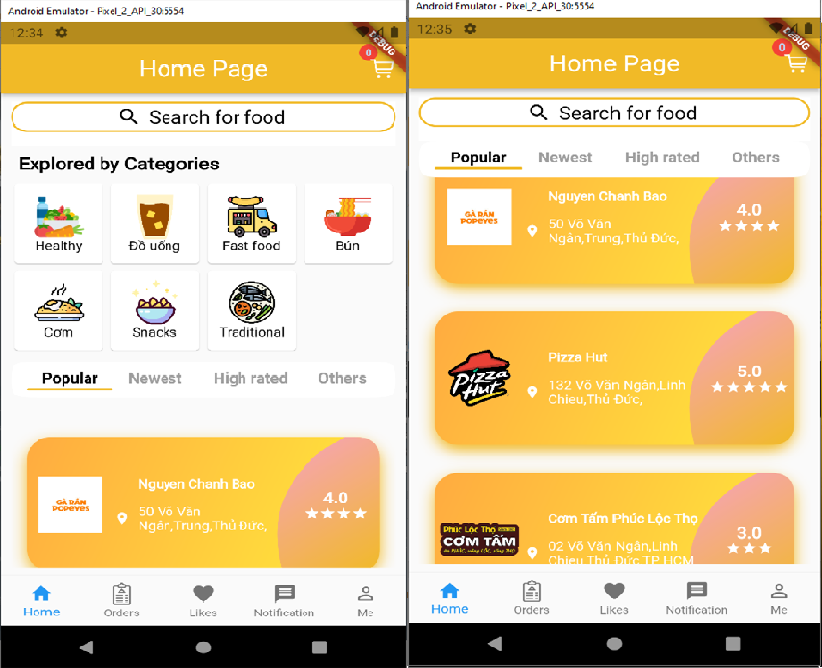 Android Emulator - Pixel_2_API_30:5554
12:34
DEBUG
Home Page
0
Search for food
Explored by Categories
Healthy
Đồ uống
Fast food
Bún
Cơm
Snacks
Traditional
Popular
Newest
High rated
Others
GÀ RÁN
POPEYES
Nguyen Chanh Bao
50 Võ Văn
Ngân,Trung,Thủ Đức,
4.0
Home
Orders
Likes
Notification
Me
Android Emulator - Pixel_2_API_30:5554
12:35
DEBUG
Home Page
0
Search for food
Popular
Newest
High rated
Others
GÀ RÁN
POPEYES
Nguyen Chanh Bao
50 Võ Văn
Ngân,Trung,Thủ Đức,
4.0
Pizza
Hut
Pizza Hut
132 Võ Văn Ngân,Linh
Chieu,Thủ Đức,
5.0
Phúc Lộc Thọ
CƠM TẤM
Cơm Tấm Phúc Lộc Thọ
02 Võ Văn Ngân,Linh
Chieu,Thủ Đức,TP.HCM
3.0
Home
Orders
Likes
Notification
Me